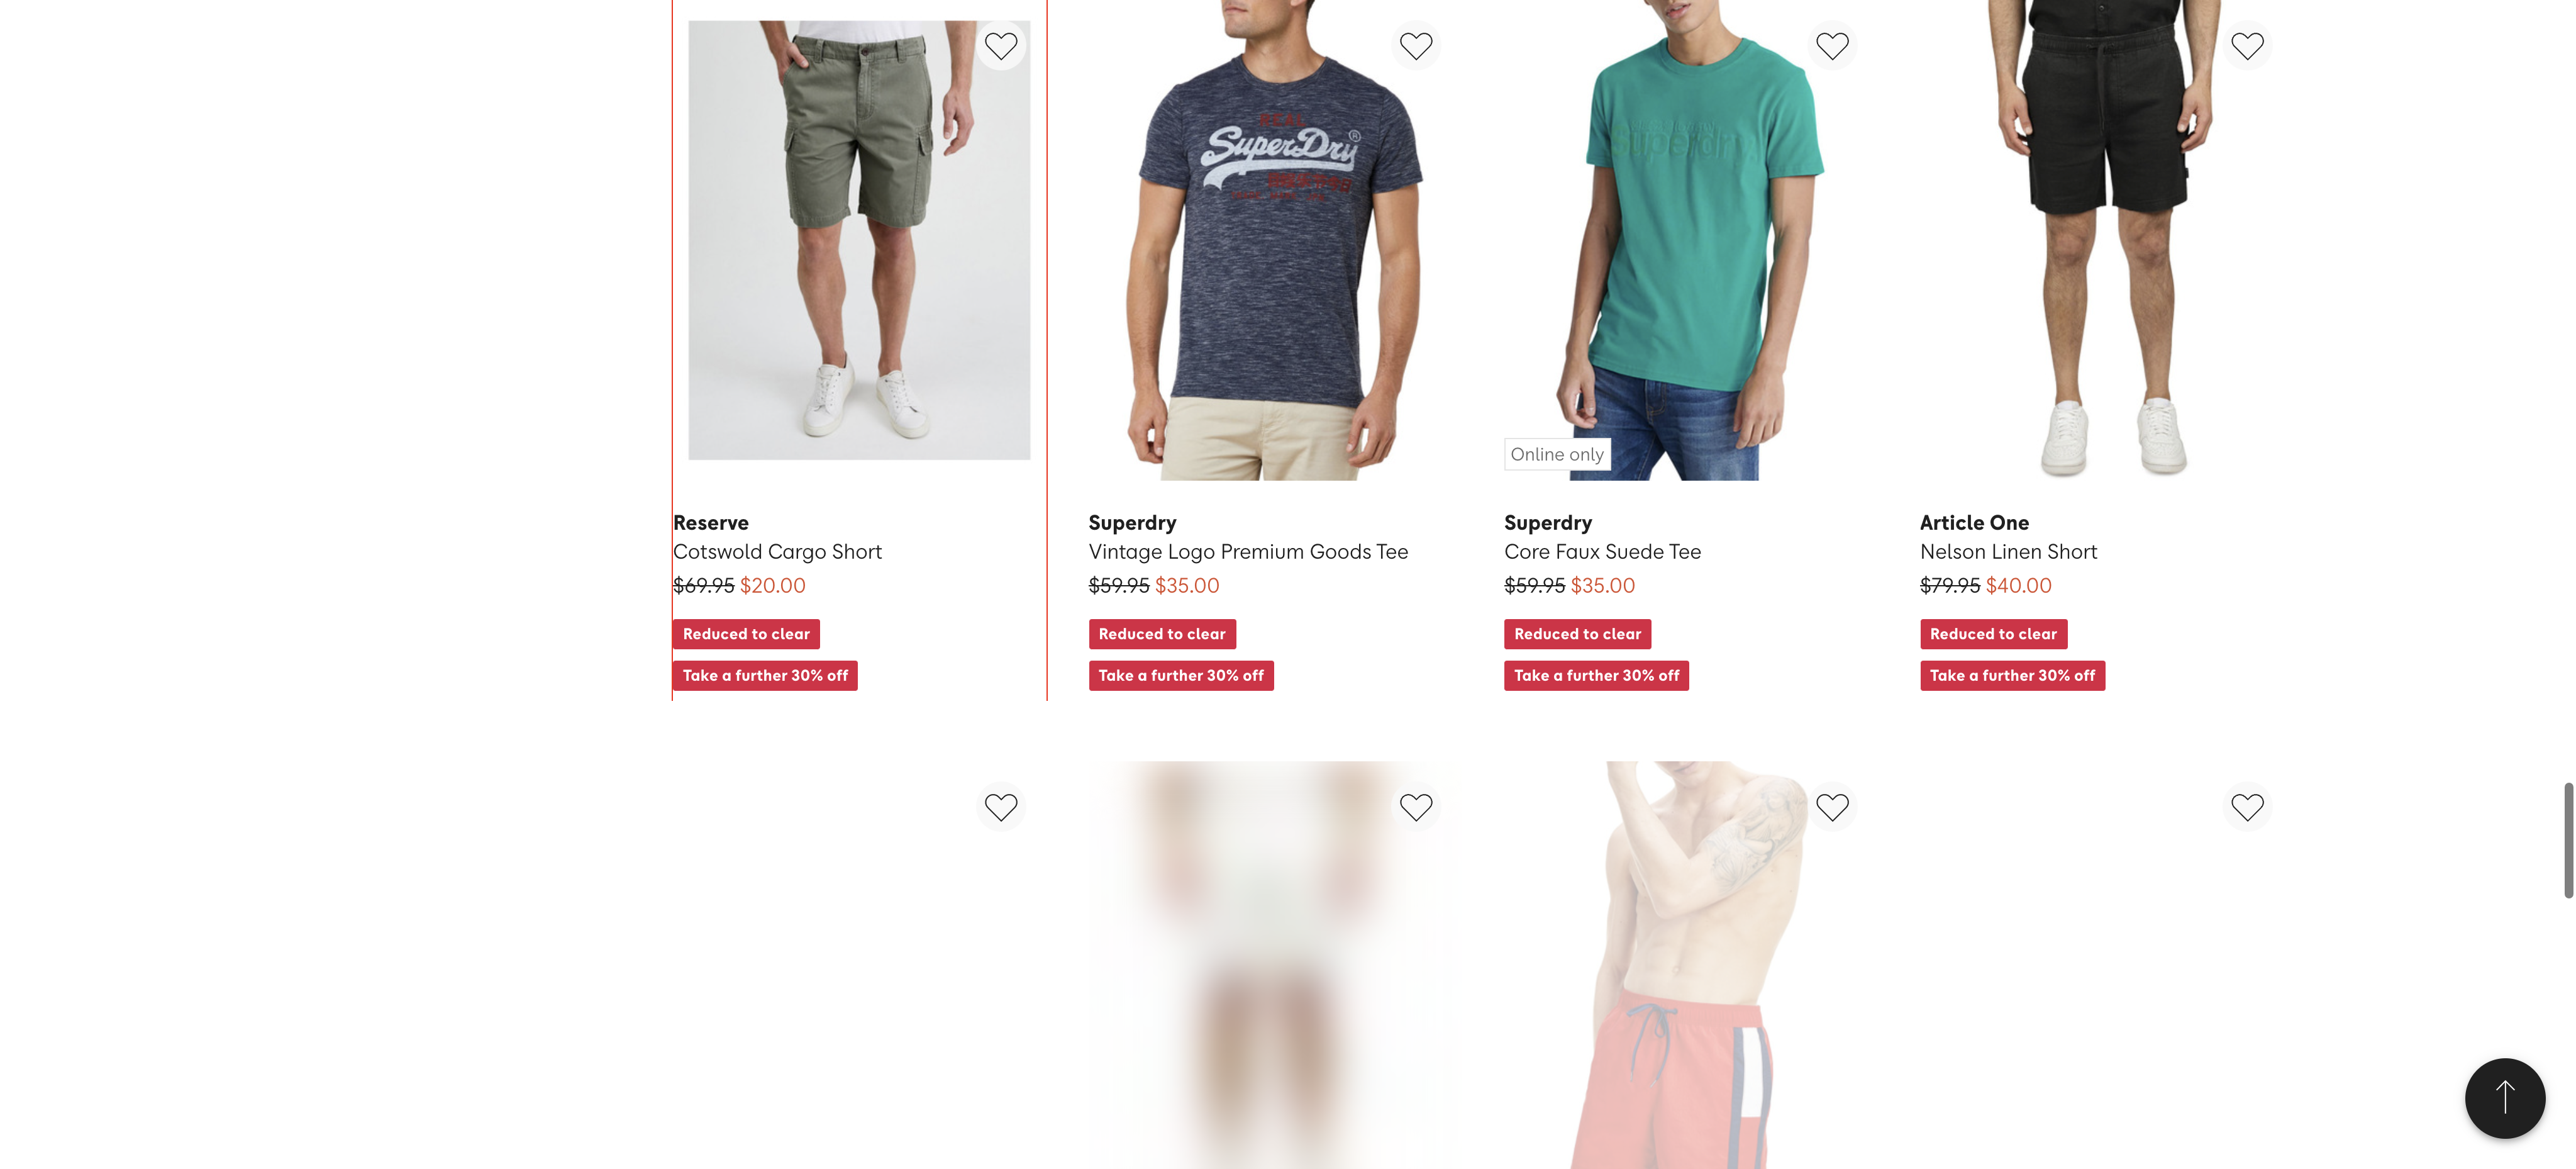 REAL
SuperDry®
Online only
Reserve
Cotswold Cargo Short
$69.95 $20.00
Reduced to clear
Take a further 30% off
Superdry
Vintage Logo Premium Goods Tee
$59.95 $35.00
Reduced to clear
Take a further 30% off
Superdry
Core Faux Suede Tee
$59.95 $35.00
Reduced to clear
Take a further 30% off
Article One
Nelson Linen Short
$79.95 $40.00
Reduced to clear
Take a further 30% off